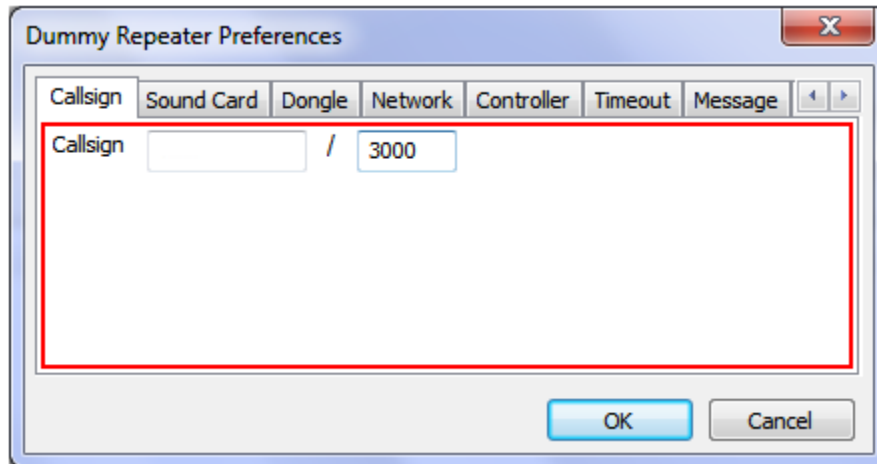 Dummy Repeater Preferences
Callsign Sound Card Dongle Network Controller Timeout Message
Callsign / 3000
OK Cancel